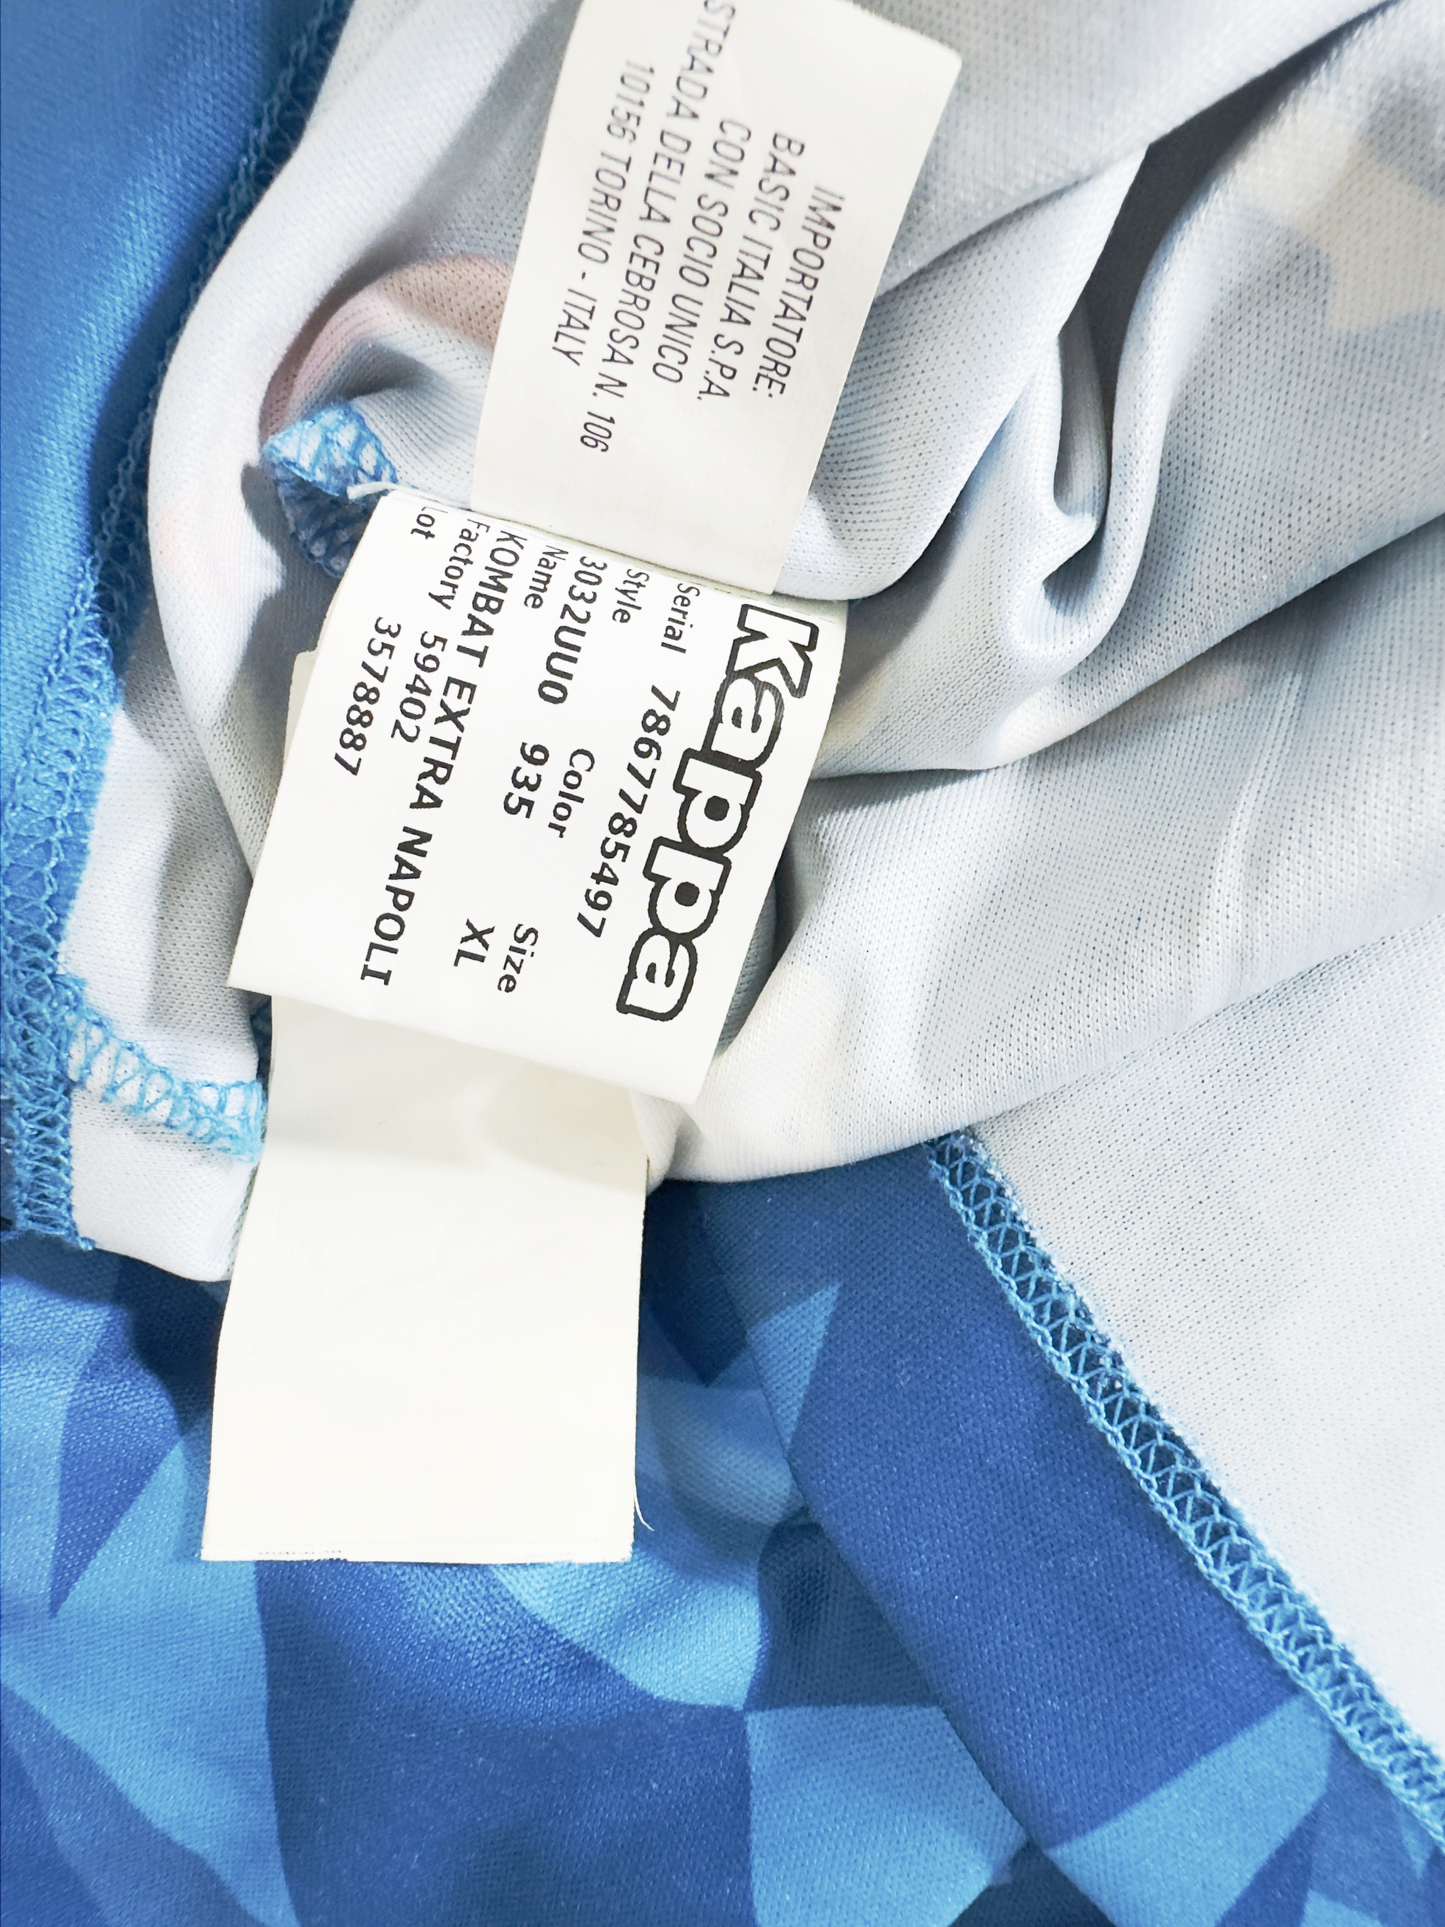 IMPORTATORE:
BASIC ITALIA S.P.A.
CON SOCIO UNICO
STRADA DELLA CEBROSA N. 106
10156 TORINO - ITALY
Kappa
Serial 7867785497
Style Color Size
3032UU0 935 XL
Name
KOMBAT EXTRA NAPOLI
Factory 59402
Lot 3578887